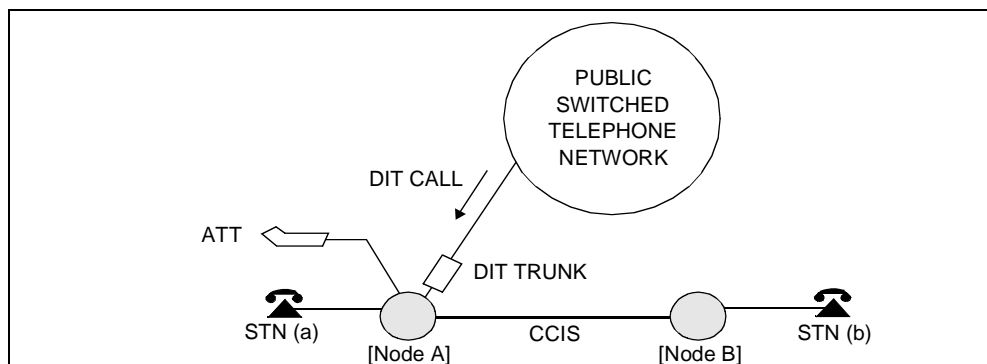 PUBLIC
SWITCHED
TELEPHONE
NETWORK
DIT CALL
ATT
DIT TRUNK
STN (a)
CCIS
STN (b)
[Node A]
[Node B]